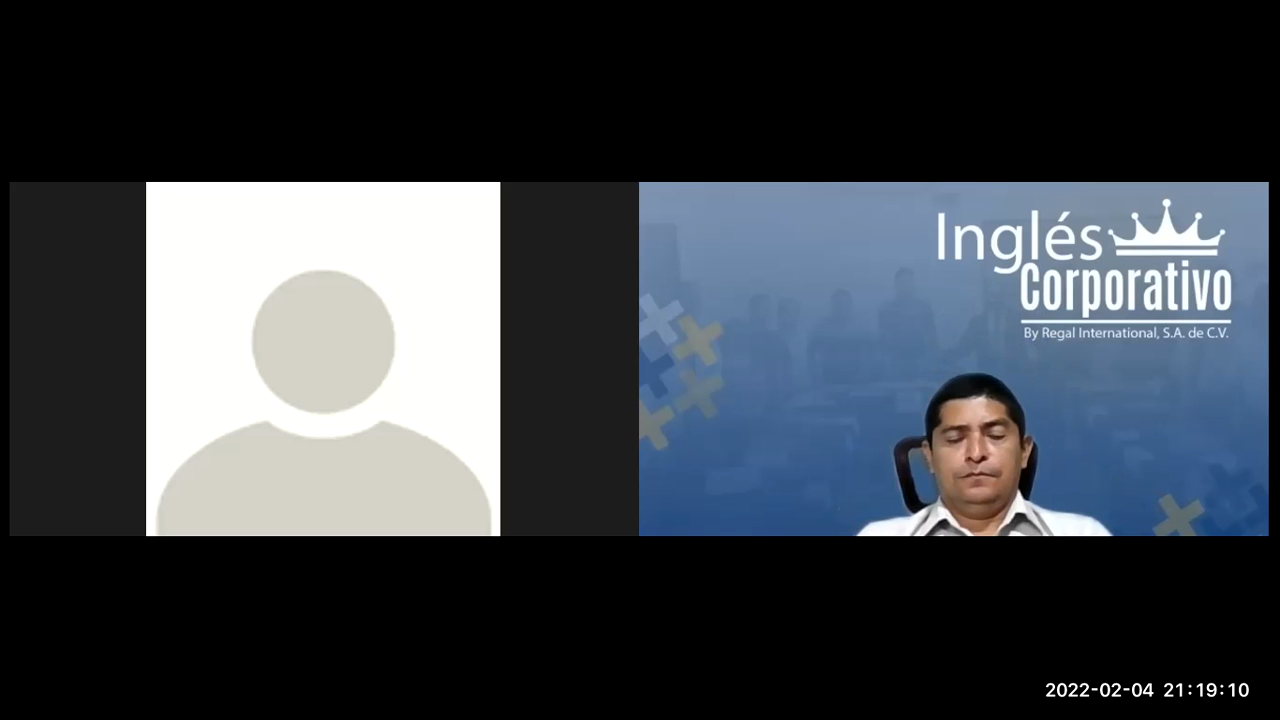 Inglés
Corporativo
By Regal International, S.A. de C.V.
2022-02-04 21:19:10